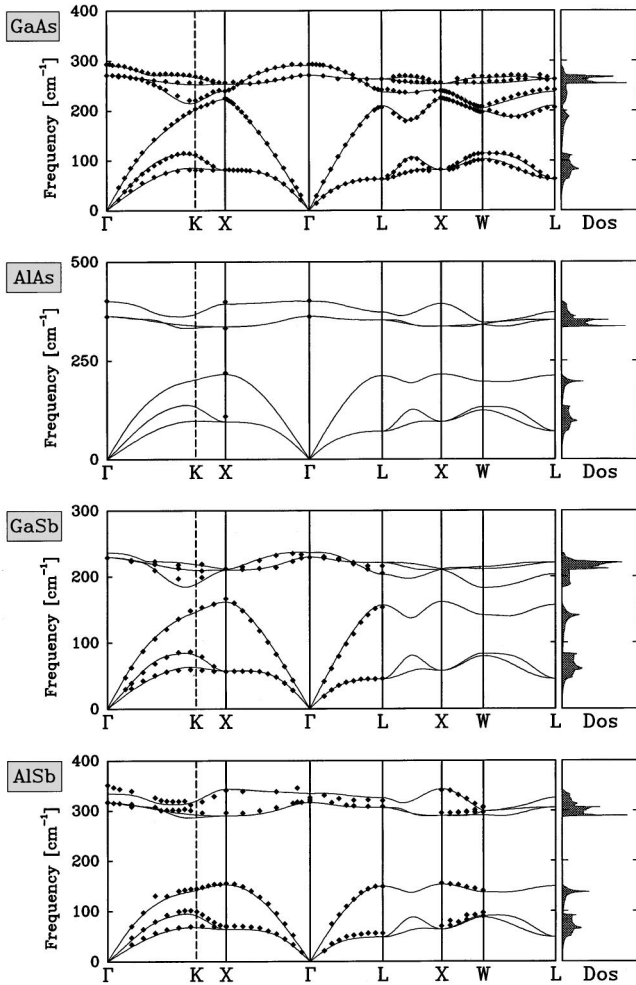 GaAs
Frequency [cm⁻¹]
400
300
200
100
0
Γ K X Γ L X W L Dos
AlAs
Frequency [cm⁻¹]
500
250
0
Γ K X Γ L X W L Dos
GaSb
Frequency [cm⁻¹]
300
200
100
0
Γ K X Γ L X W L Dos
AlSb
Frequency [cm⁻¹]
400
300
200
100
0
Γ K X Γ L X W L Dos